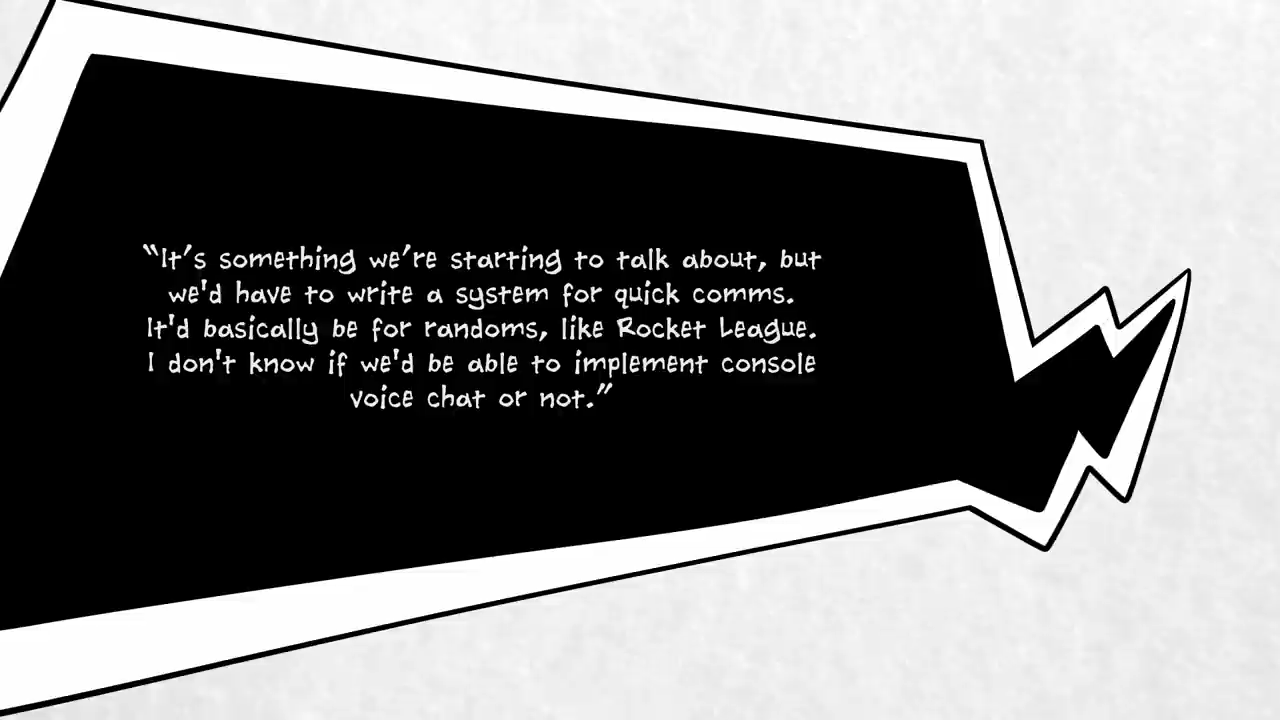 “It’s something we’re starting to talk about, but
we'd have to write a system for quick comms.
It'd basically be for randoms, like Rocket League.
I don't know if we'd be able to implement console
voice chat or not.”